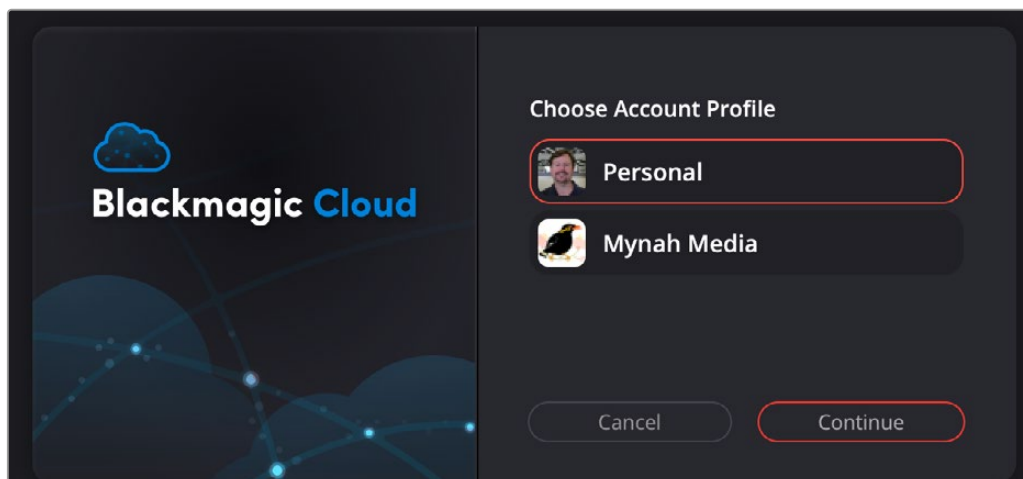 Blackmagic Cloud
Choose Account Profile
Personal
Mynah Media
Cancel
Continue